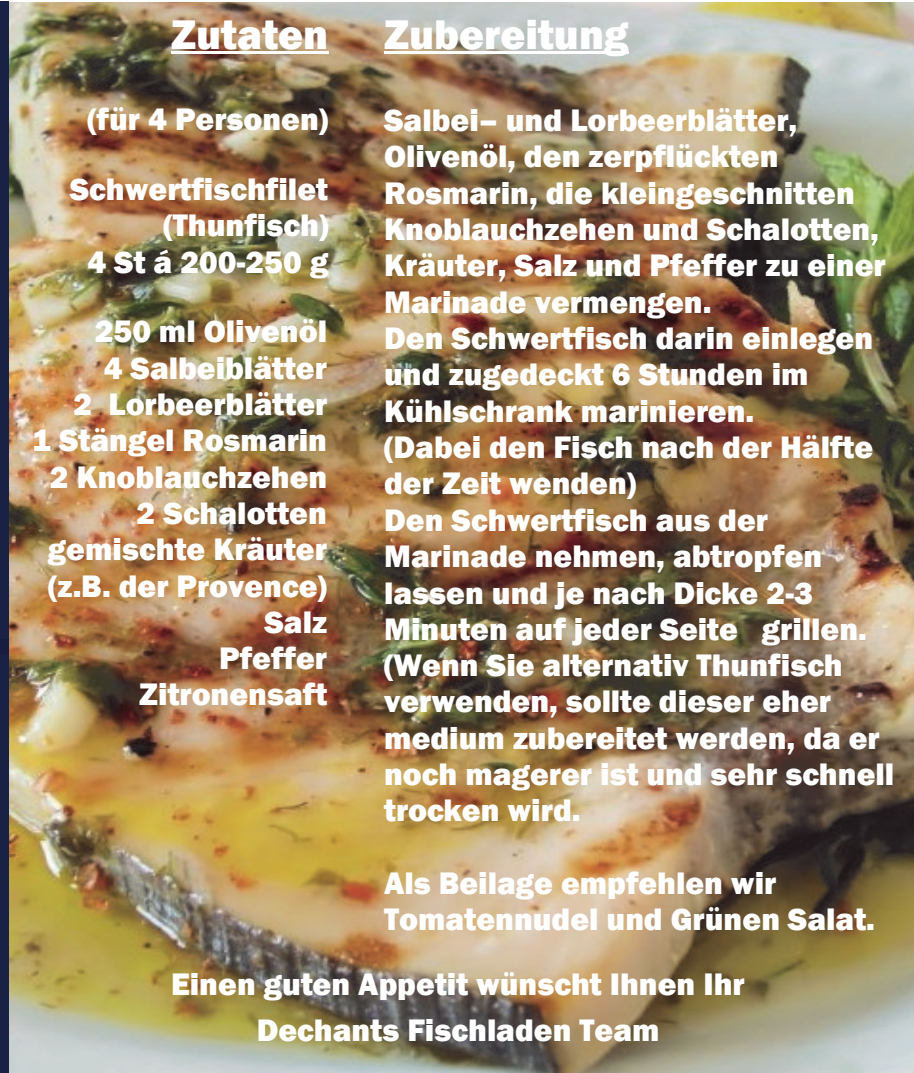 Zutaten
(für 4 Personen)
Schwertfischfilet
(Thunfisch)
4 St á 200-250 g
250 ml Olivenöl
4 Salbeiblätter
2 Lorbeerblätter
1 Stängel Rosmarin
2 Knoblauchzehen
2 Schalotten
gemischte Kräuter
(z.B. der Provence)
Salz
Pfeffer
Zitronensaft
Zubereitung
Salbei– und Lorbeerblätter,
Olivenöl, den zerpflückten
Rosmarin, die kleingeschnitten
Knoblauchzehen und Schalotten,
Kräuter, Salz und Pfeffer zu einer
Marinade vermengen.
Den Schwertfisch darin einlegen
und zugedeckt 6 Stunden im
Kühlschrank marinieren.
(Dabei den Fisch nach der Hälfte
der Zeit wenden)
Den Schwertfisch aus der
Marinade nehmen, abtropfen
lassen und je nach Dicke 2-3
Minuten auf jeder Seite grillen.
(Wenn Sie alternativ Thunfisch
verwenden, sollte dieser eher
medium zubereitet werden, da er
noch magerer ist und sehr schnell
trocken wird.
Als Beilage empfehlen wir
Tomatennudel und Grünen Salat.
Einen guten Appetit wünscht Ihnen Ihr
Dechants Fischladen Team